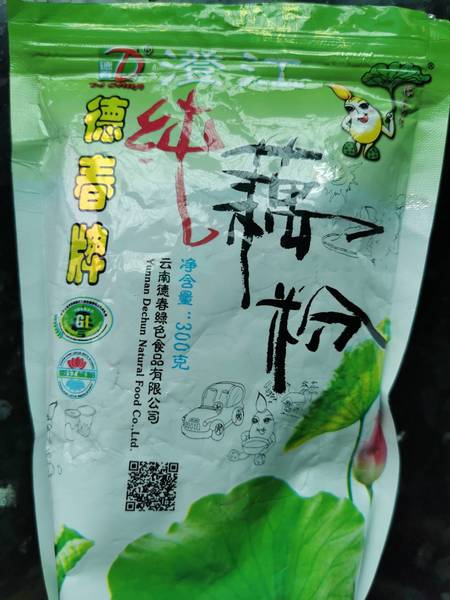 澄江
德春牌
纯
藕粉
净含量：300克
云南德春绿色食品有限公司
Yunnan Dechun Natural Food Co.,Ltd.
GI